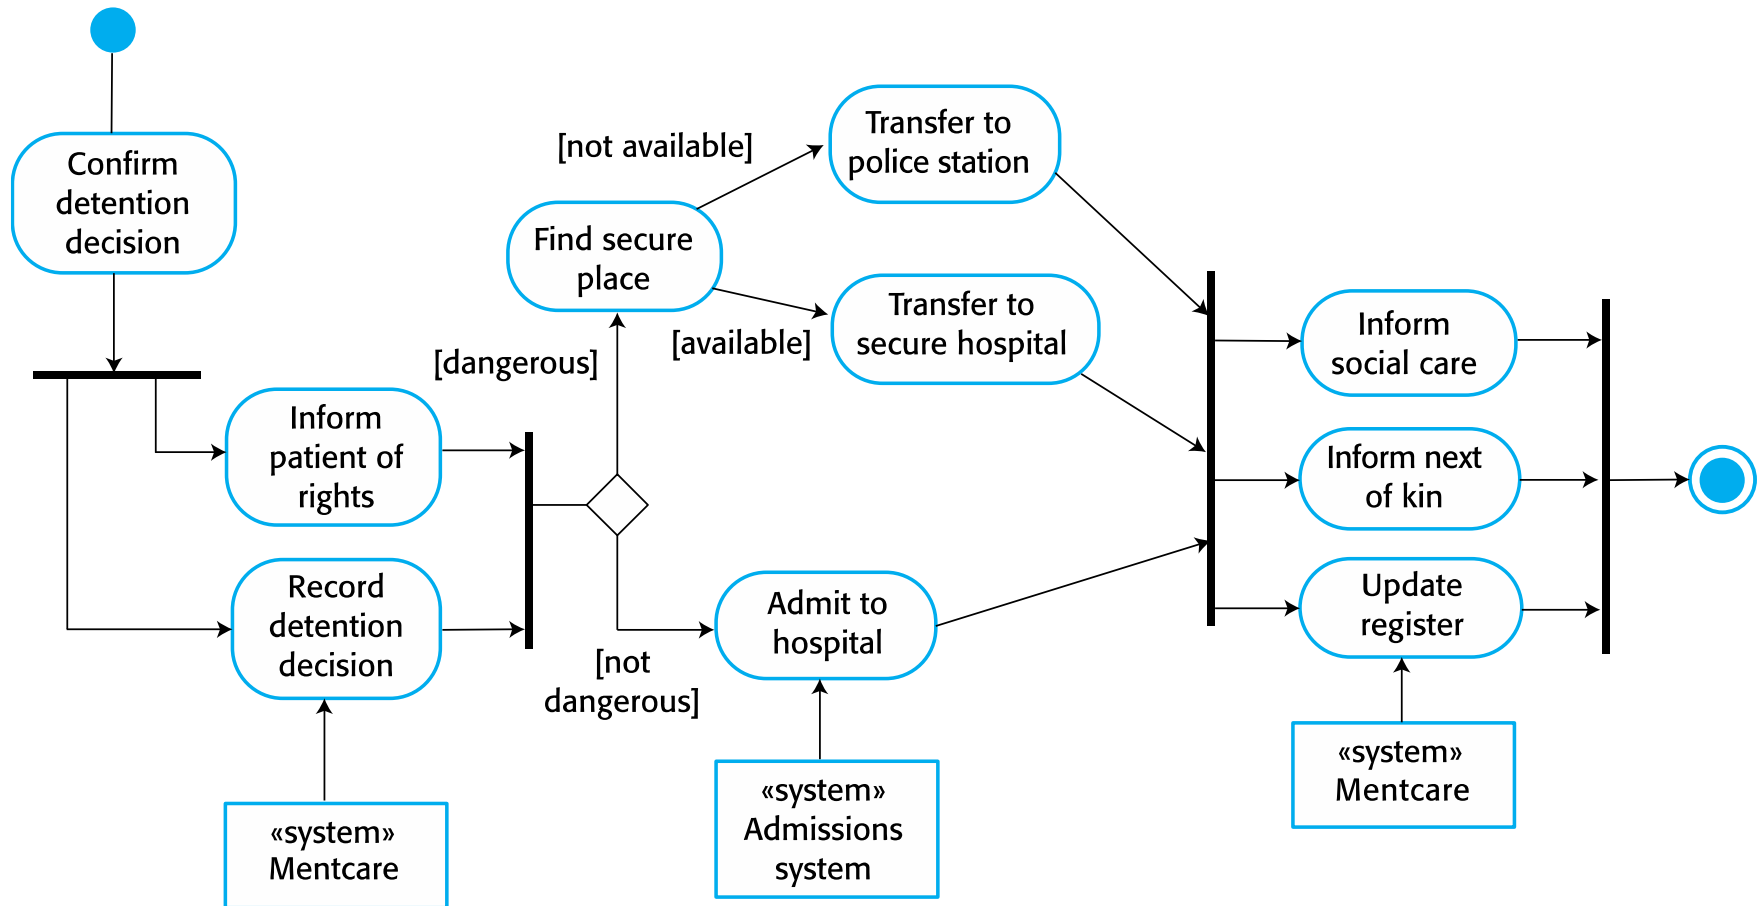 Confirm
detention
decision
Inform
patient of
rights
Record
detention
decision
«system»
Mentcare
[dangerous]
[not
dangerous]
Find secure
place
[not available]
[available]
Transfer to
police station
Transfer to
secure hospital
Admit to
hospital
«system»
Admissions
system
Inform
social care
Inform next
of kin
Update
register
«system»
Mentcare